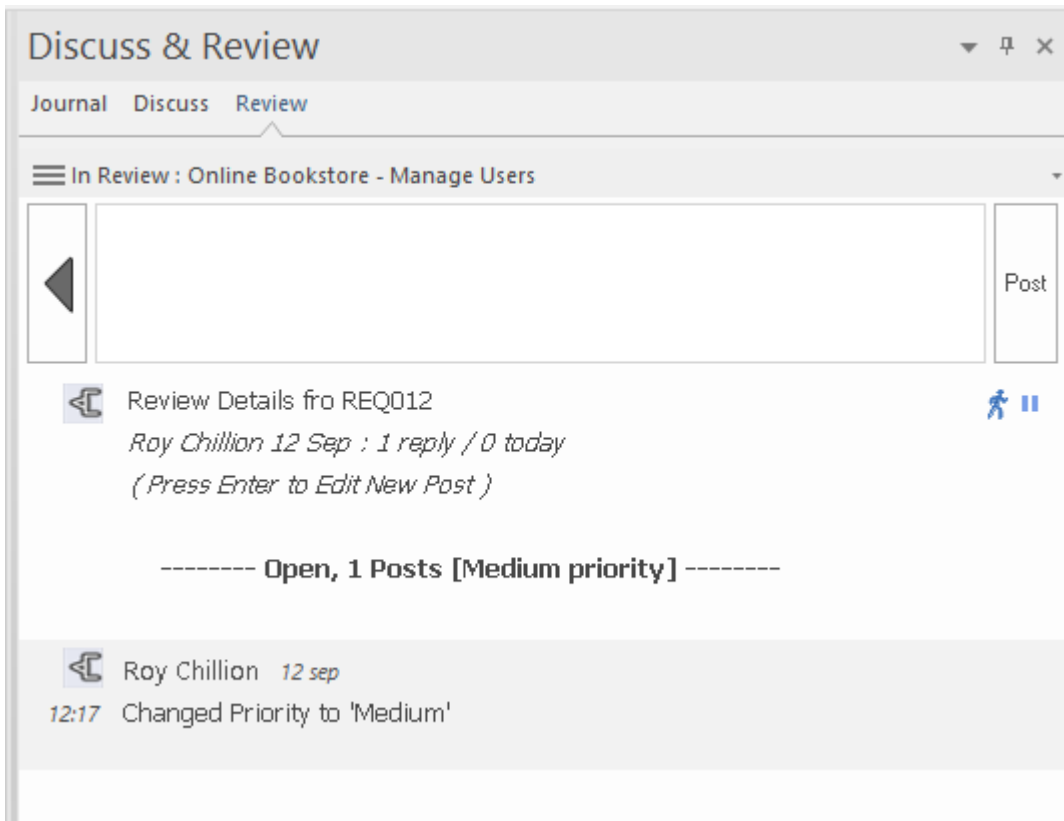 Discuss & Review
Journal Discuss Review
In Review : Online Bookstore - Manage Users
Post
Review Details fro REQ012
Roy Chillion 12 Sep : 1 reply / 0 today
( Press Enter to Edit New Post )
-------- Open, 1 Posts [Medium priority] --------
Roy Chillion 12 sep
12:17 Changed Priority to 'Medium'